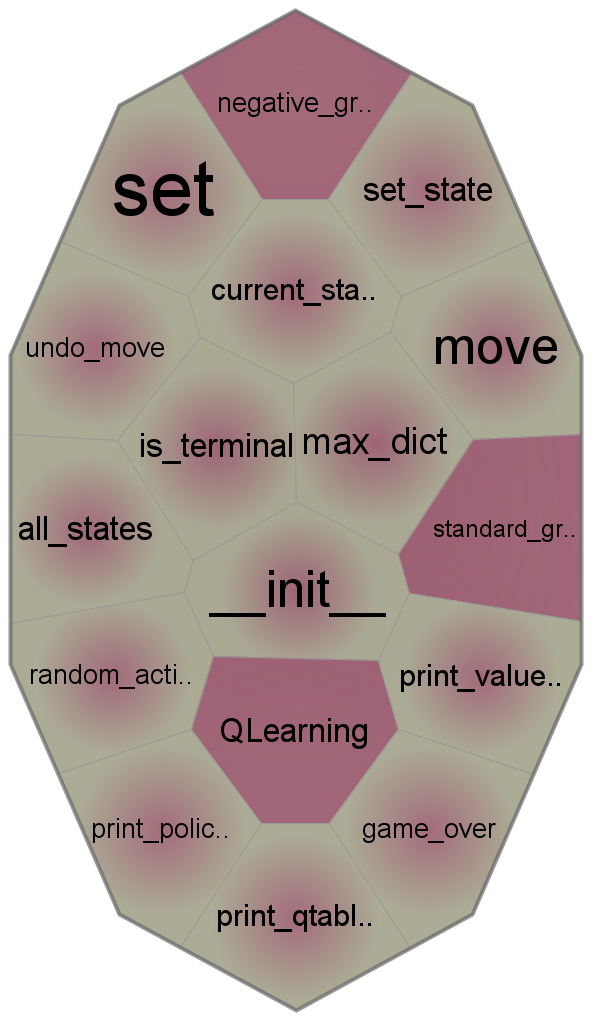 negative_gr..
set
set_state
current_sta..
undo_move
move
is_terminal
max_dict
all_states
standard_gr..
__init__
random_acti..
print_value..
QLearning
print_polic..
game_over
print_qtabl..